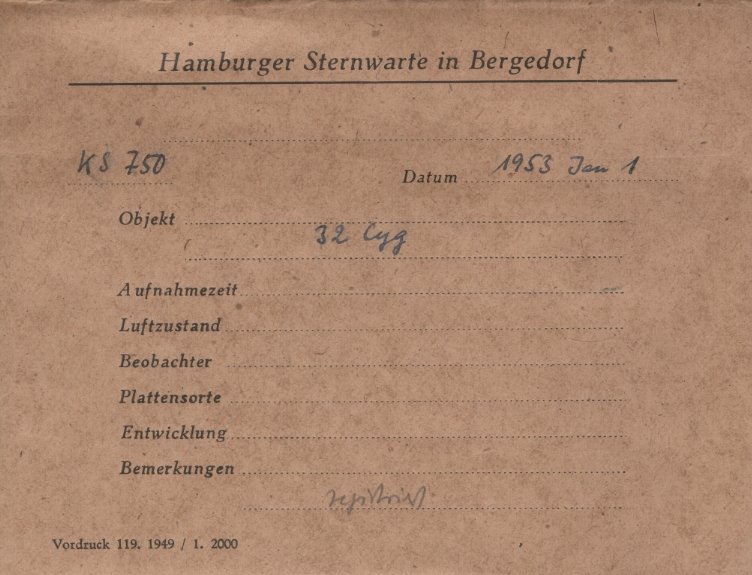 Hamburger Sternwarte in Bergedorf
KS 750
Datum 1953 Jan 1
Objekt
32 Cyg
Aufnahmezeit
Luftzustand
Beobachter
Plattensorte
Entwicklung
Bemerkungen
registriert
Vordruck 119. 1949 / 1. 2000